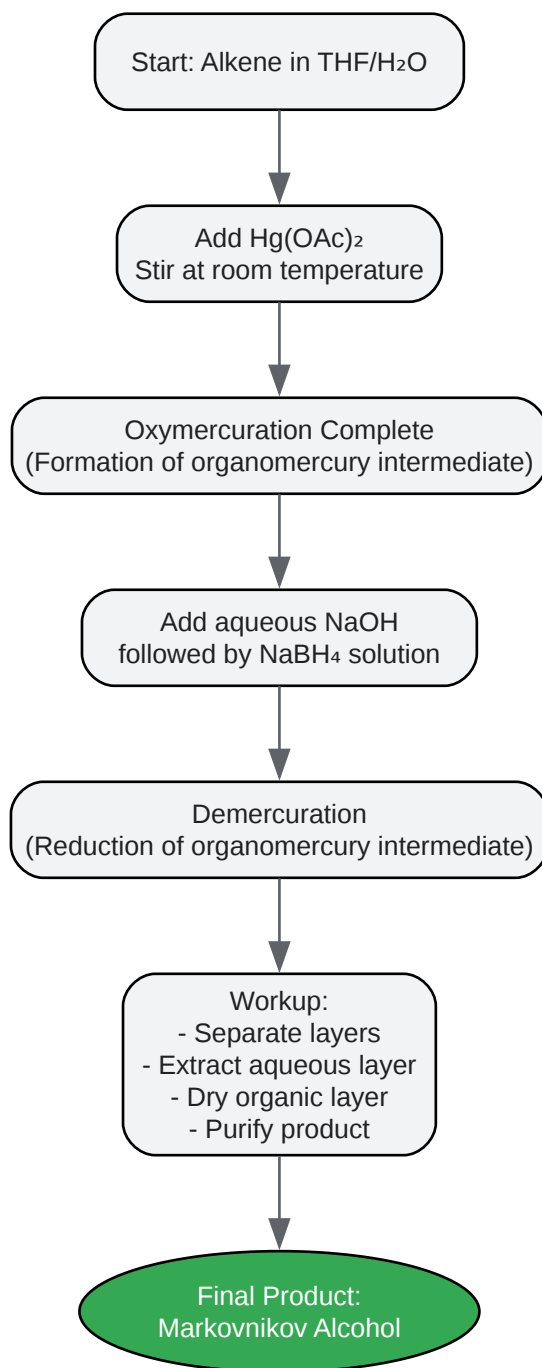 Start: Alkene in THF/H₂O
Add Hg(OAc)₂
Stir at room temperature
Oxymercuration Complete
(Formation of organomercury intermediate)
Add aqueous NaOH
followed by NaBH₄ solution
Demercuration
(Reduction of organomercury intermediate)
Workup:
- Separate layers
- Extract aqueous layer
- Dry organic layer
- Purify product
Final Product:
Markovnikov Alcohol